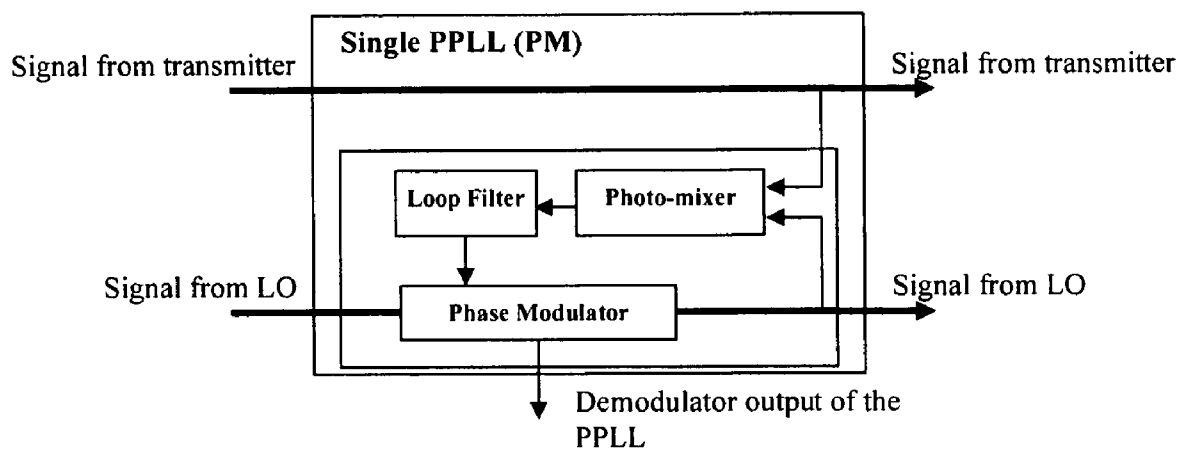 Single PPLL (PM)
Signal from transmitter
Signal from transmitter
Loop Filter
Photo-mixer
Signal from LO
Signal from LO
Phase Modulator
Demodulator output of the
PPLL